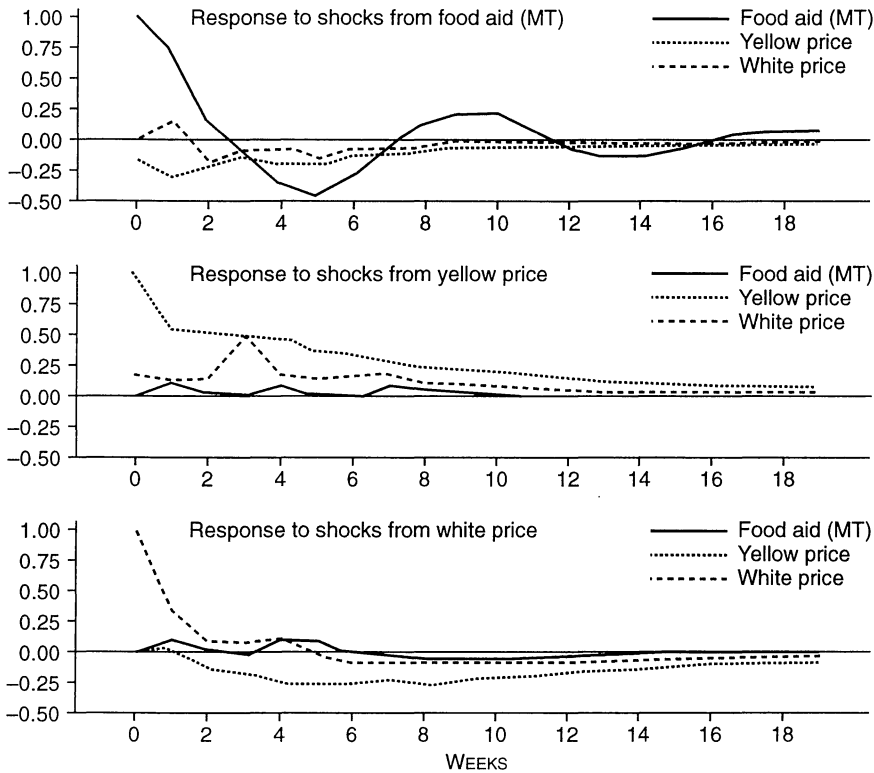 Response to shocks from food aid (MT)
Food aid (MT)
Yellow price
White price
1.00
0.75
0.50
0.25
0.00
−0.25
−0.50
0 2 4 6 8 10 12 14 16 18
Response to shocks from yellow price
Food aid (MT)
Yellow price
White price
1.00
0.75
0.50
0.25
0.00
−0.25
−0.50
0 2 4 6 8 10 12 14 16 18
Response to shocks from white price
Food aid (MT)
Yellow price
White price
1.00
0.75
0.50
0.25
0.00
−0.25
−0.50
0 2 4 6 8 10 12 14 16 18
WEEKS